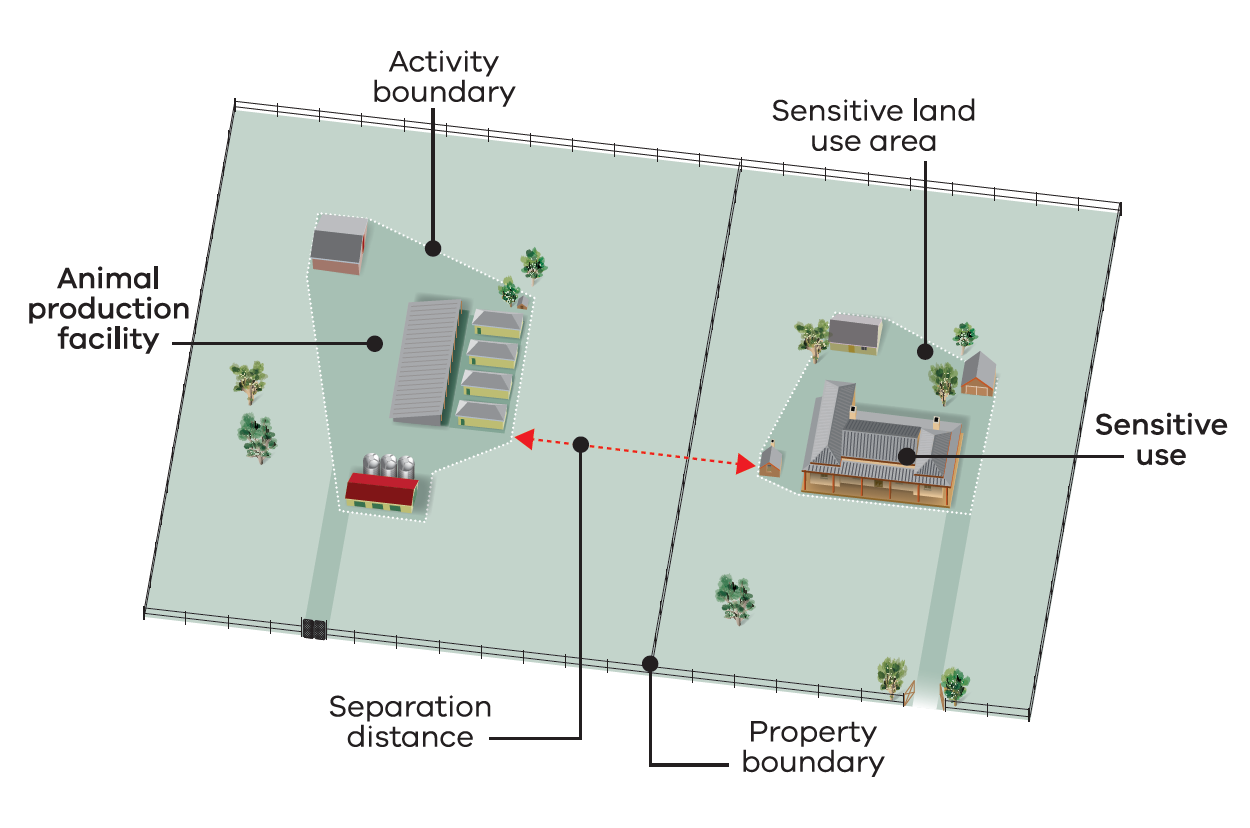 Activity
boundary
Sensitive land
use area
Animal
production
facility
Sensitive
use
Separation
distance
Property
boundary